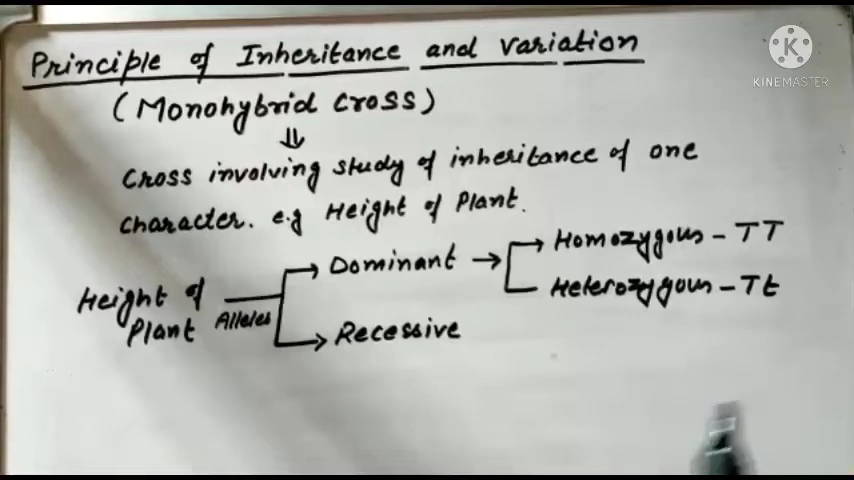 Principle of Inheritance and variation
(Monohybrid Cross)
⇓
Cross involving study of inheritance of one
character. e.g Height of Plant.
Height of Plant
Alleles
Dominant →
Homozygous - TT
Heterozygous - Tt
Recessive
K
KINEMASTER